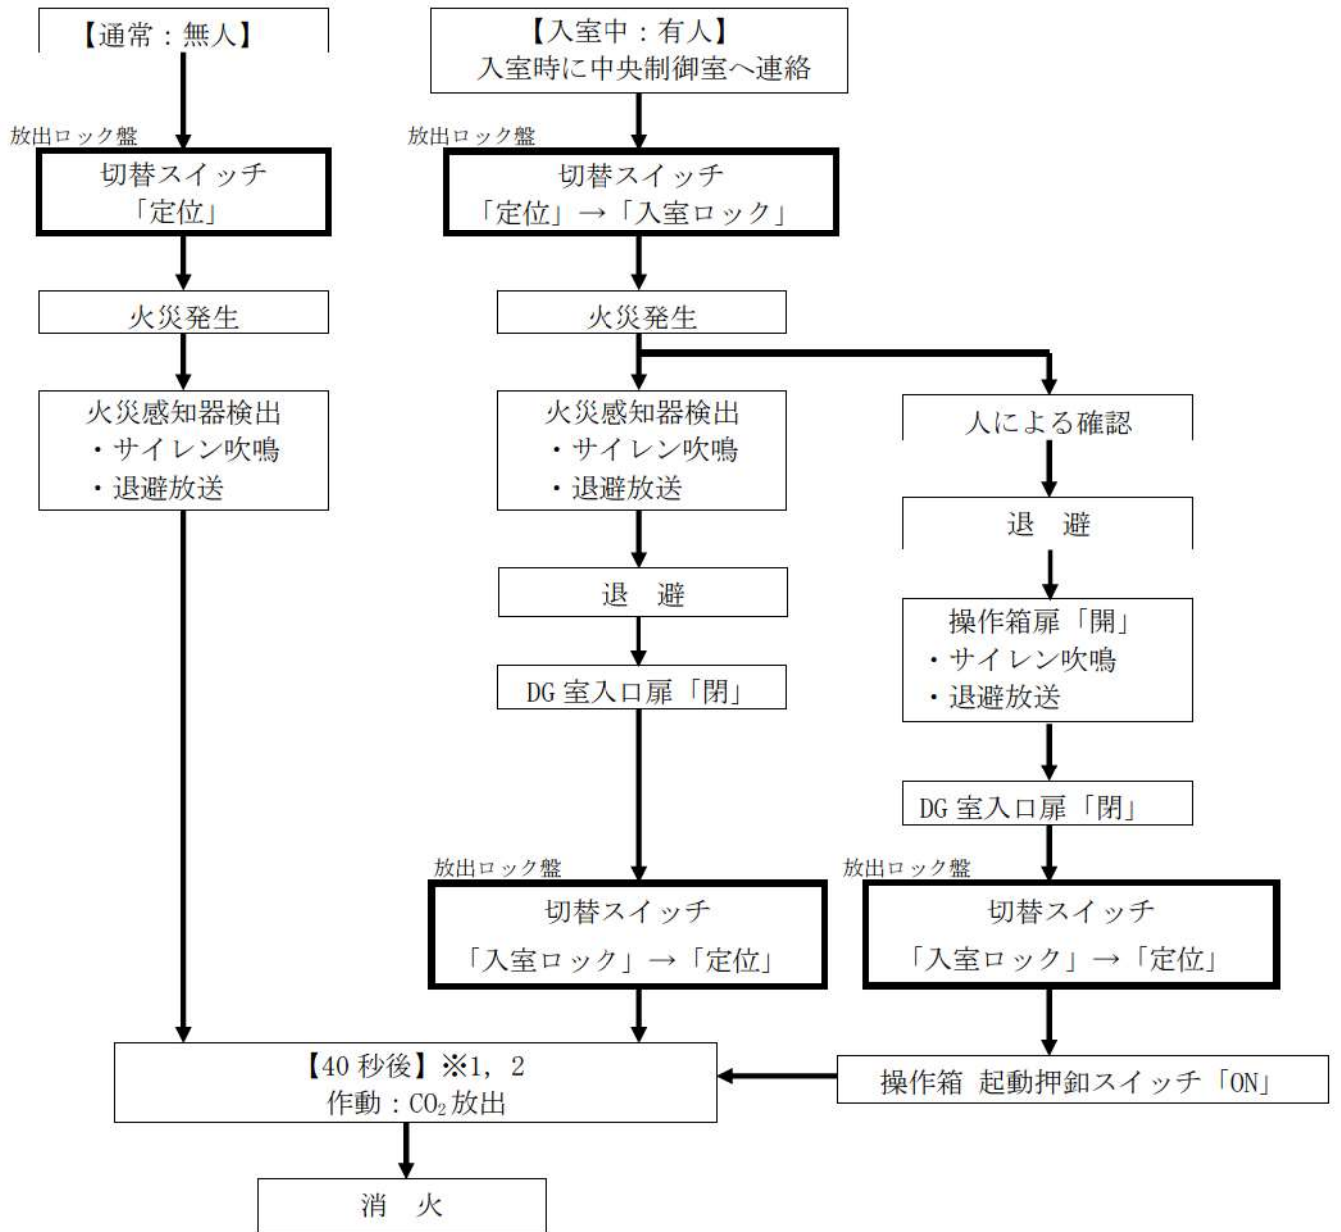 【通常：無人】
放出ロック盤
切替スイッチ
「定位」
火災発生
火災感知器検出
・サイレン吹鳴
・退避放送
【入室中：有人】
入室時に中央制御室へ連絡
放出ロック盤
切替スイッチ
「定位」→「入室ロック」
火災発生
火災感知器検出
・サイレン吹鳴
・退避放送
退　避
DG 室入口扉「閉」
放出ロック盤
切替スイッチ
「入室ロック」→「定位」
人による確認
退　避
操作箱扉「開」
・サイレン吹鳴
・退避放送
DG 室入口扉「閉」
放出ロック盤
切替スイッチ
「入室ロック」→「定位」
操作箱 起動押釦スイッチ「ON」
【40 秒後】※1, 2
作動：CO₂放出
消　火